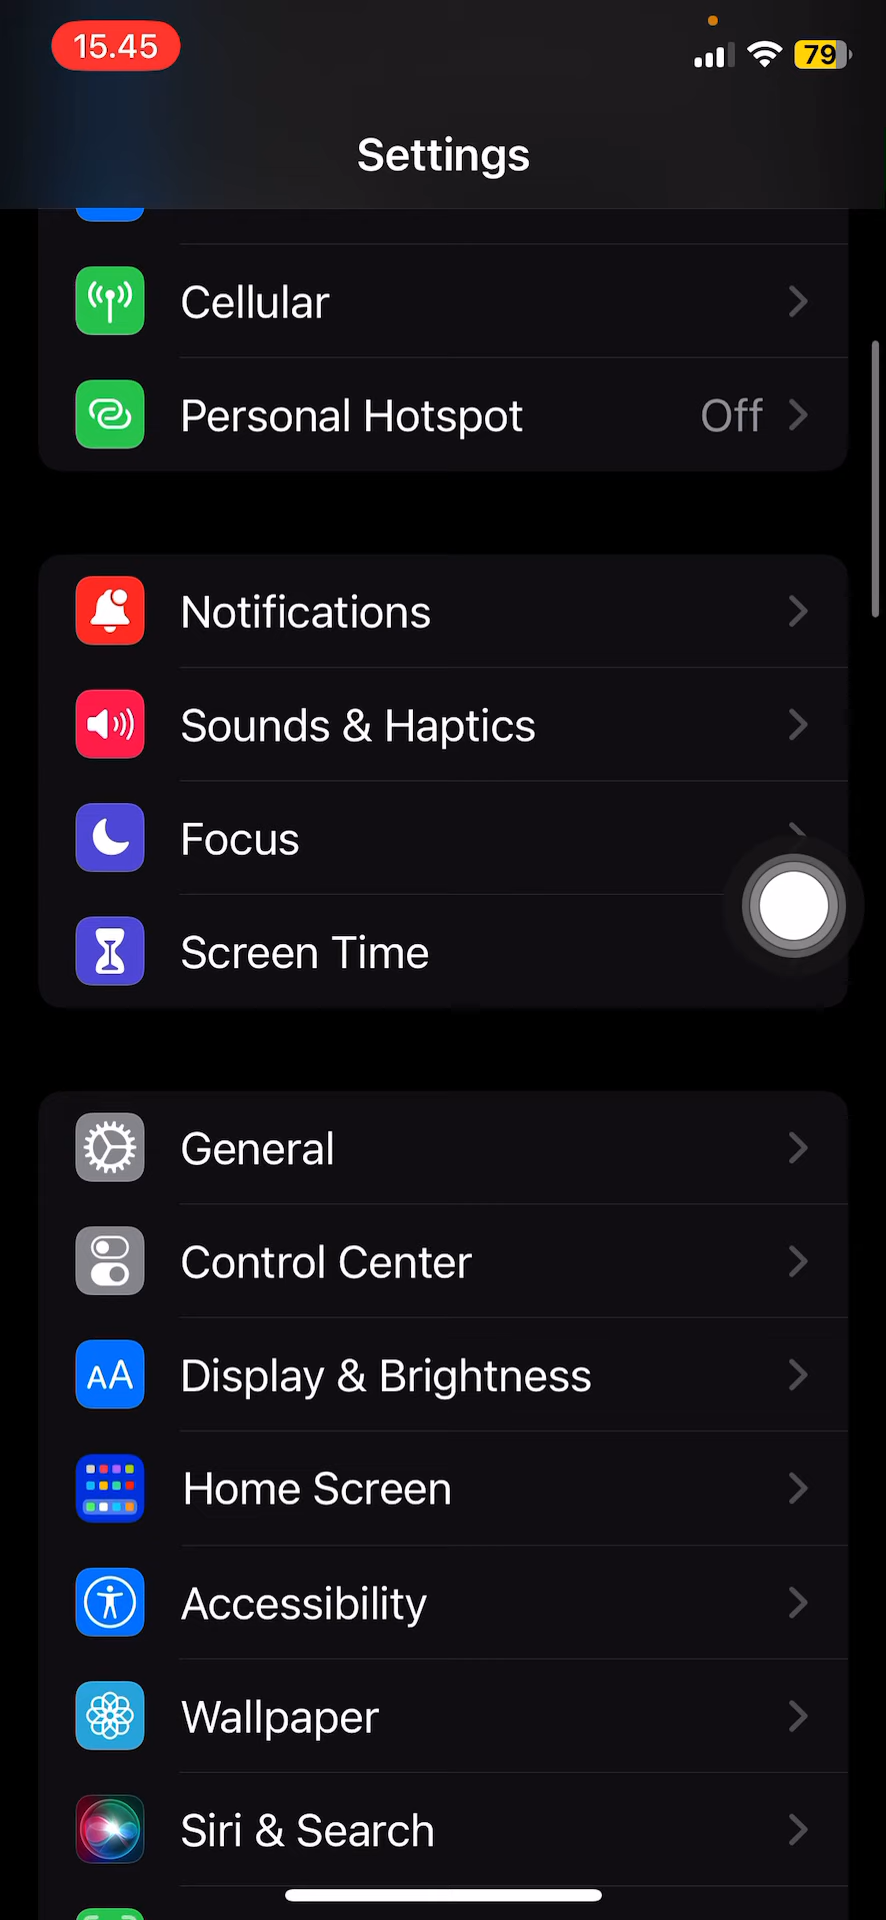 15.45
79
Settings
Cellular
Personal Hotspot Off
Notifications
Sounds & Haptics
Focus
Screen Time
General
Control Center
AA Display & Brightness
Home Screen
Accessibility
Wallpaper
Siri & Search